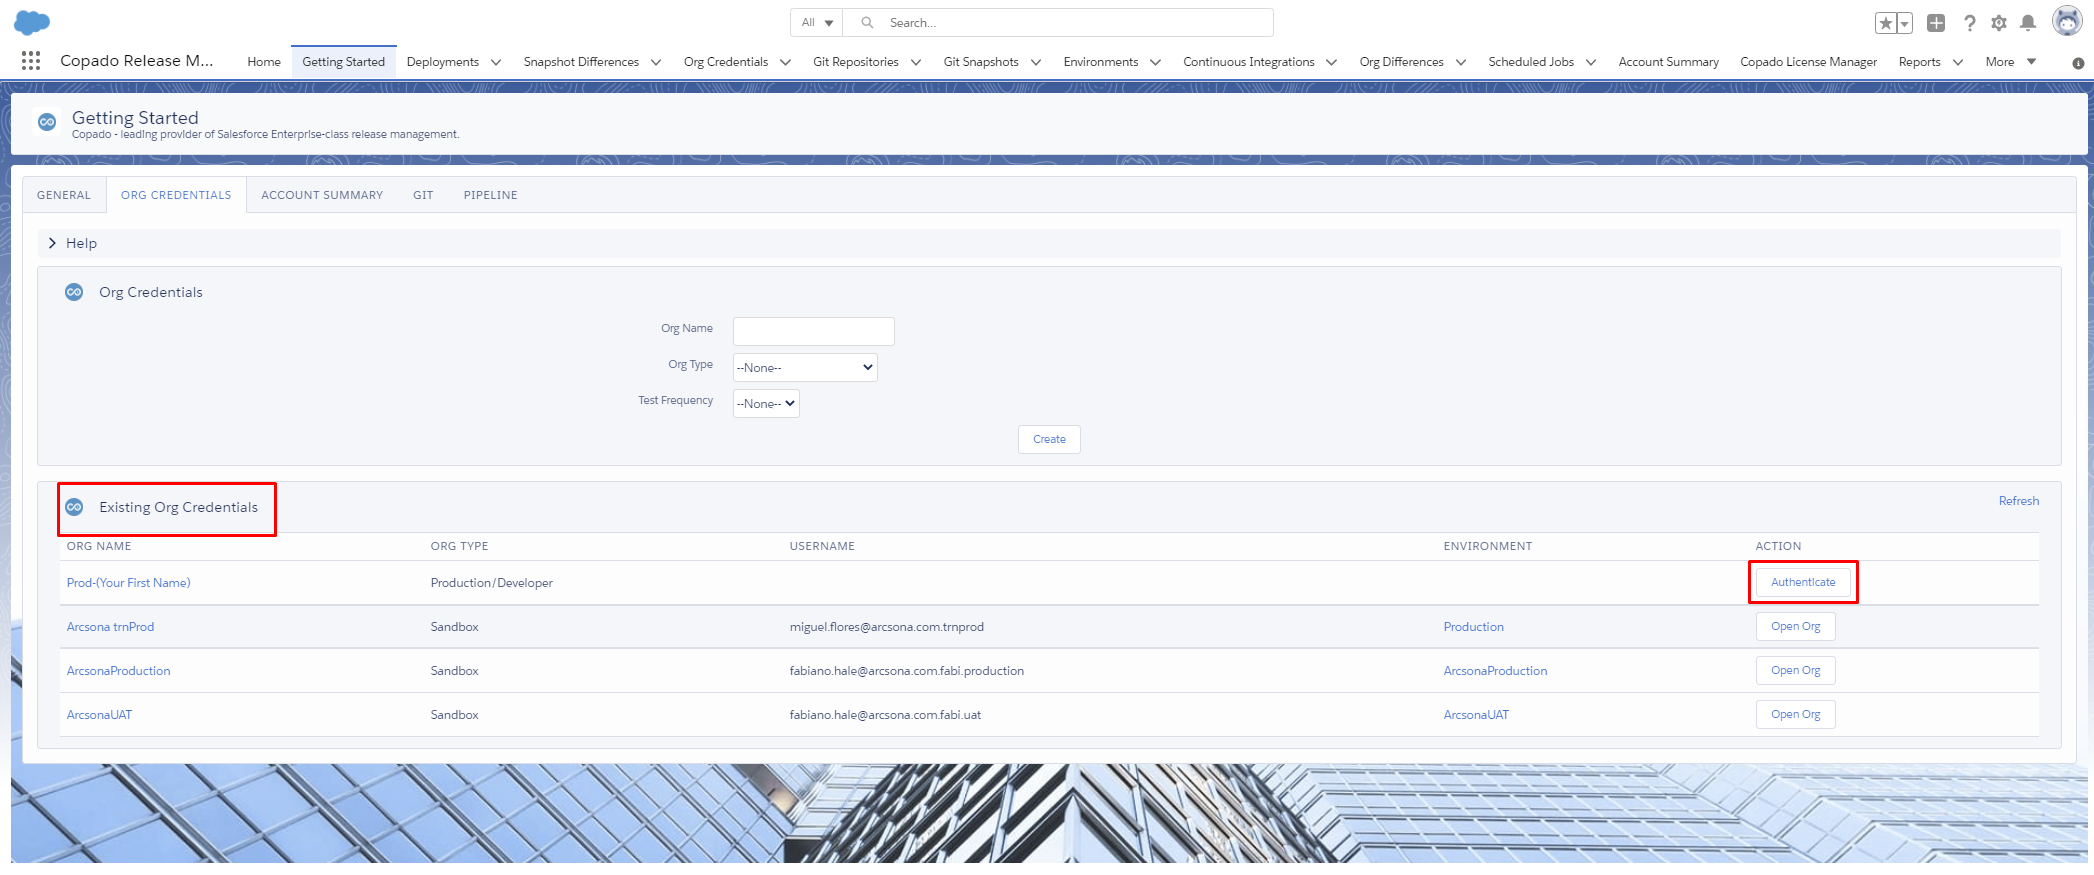 All Search...
Copado Release M... Home Getting Started Deployments Snapshot Differences Org Credentials Git Repositories Git Snapshots Environments Continuous Integrations Org Differences Scheduled Jobs Account Summary Copado License Manager Reports More
Getting Started
Copado - leading provider of Salesforce Enterprise-class release management.
GENERAL ORG CREDENTIALS ACCOUNT SUMMARY GIT PIPELINE
Help
Org Credentials
Org Name
Org Type --None--
Test Frequency --None--
Create
Existing Org Credentials Refresh
ORG NAME ORG TYPE USERNAME ENVIRONMENT ACTION
Prod-(Your First Name) Production/Developer Authenticate
Arcsona trnProd Sandbox miguel.flores@arcsona.com.trnprod Production Open Org
ArcsonaProduction Sandbox fabiano.hale@arcsona.com.fabi.production ArcsonaProduction Open Org
ArcsonaUAT Sandbox fabiano.hale@arcsona.com.fabi.uat ArcsonaUAT Open Org